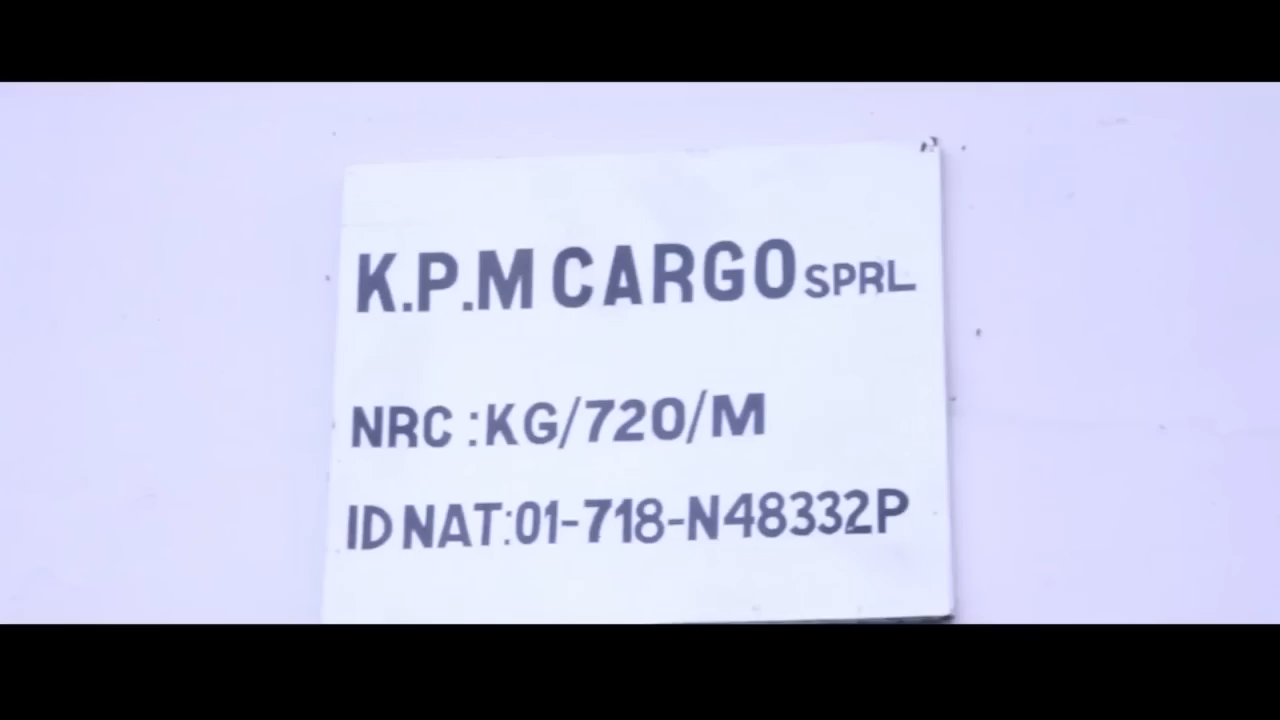 K.P.M CARGO SPRL
NRC :KG/720/M
ID NAT:01-718-N48332P